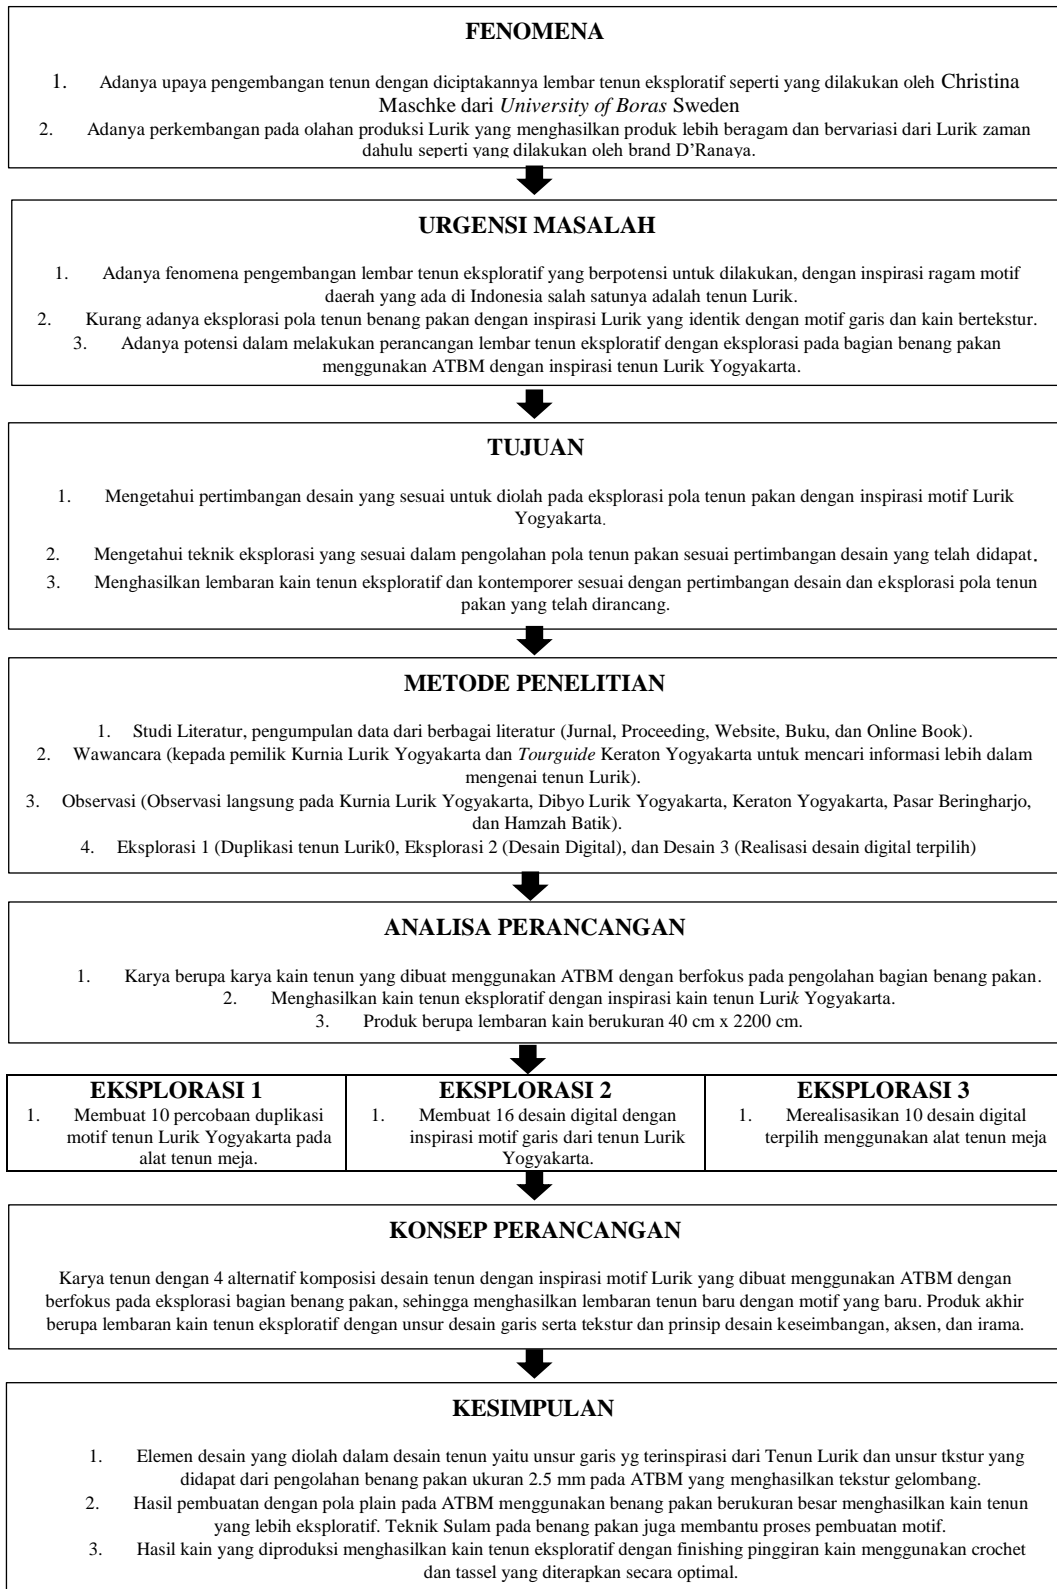 FENOMENA
1. Adanya upaya pengembangan tenun dengan diciptakannya lembar tenun eksploratif seperti yang dilakukan oleh Christina
Maschke dari University of Boras Sweden
2. Adanya perkembangan pada olahan produksi Lurik yang menghasilkan produk lebih beragam dan bervariasi dari Lurik zaman
dahulu seperti yang dilakukan oleh brand D’Ranaya.
URGENSI MASALAH
1. Adanya fenomena pengembangan lembar tenun eksploratif yang berpotensi untuk dilakukan, dengan inspirasi ragam motif
daerah yang ada di Indonesia salah satunya adalah tenun Lurik.
2. Kurang adanya eksplorasi pola tenun benang pakan dengan inspirasi Lurik yang identik dengan motif garis dan kain bertekstur.
3. Adanya potensi dalam melakukan perancangan lembar tenun eksploratif dengan eksplorasi pada bagian benang pakan
menggunakan ATBM dengan inspirasi tenun Lurik Yogyakarta.
TUJUAN
1. Mengetahui pertimbangan desain yang sesuai untuk diolah pada eksplorasi pola tenun pakan dengan inspirasi motif Lurik
Yogyakarta.
2. Mengetahui teknik eksplorasi yang sesuai dalam pengolahan pola tenun pakan sesuai pertimbangan desain yang telah didapat.
3. Menghasilkan lembaran kain tenun eksploratif dan kontemporer sesuai dengan pertimbangan desain dan eksplorasi pola tenun
pakan yang telah dirancang.
METODE PENELITIAN
1. Studi Literatur, pengumpulan data dari berbagai literatur (Jurnal, Proceeding, Website, Buku, dan Online Book).
2. Wawancara (kepada pemilik Kurnia Lurik Yogyakarta dan Tourguide Keraton Yogyakarta untuk mencari informasi lebih dalam
mengenai tenun Lurik).
3. Observasi (Observasi langsung pada Kurnia Lurik Yogyakarta, Dibyo Lurik Yogyakarta, Keraton Yogyakarta, Pasar Beringharjo,
dan Hamzah Batik).
4. Eksplorasi 1 (Duplikasi tenun Lurik0, Eksplorasi 2 (Desain Digital), dan Desain 3 (Realisasi desain digital terpilih)
ANALISA PERANCANGAN
1. Karya berupa karya kain tenun yang dibuat menggunakan ATBM dengan berfokus pada pengolahan bagian benang pakan.
2. Menghasilkan kain tenun eksploratif dengan inspirasi kain tenun Lurik Yogyakarta.
3. Produk berupa lembaran kain berukuran 40 cm x 2200 cm.
EKSPLORASI 1
1. Membuat 10 percobaan duplikasi
motif tenun Lurik Yogyakarta pada
alat tenun meja.
EKSPLORASI 2
1. Membuat 16 desain digital dengan
inspirasi motif garis dari tenun Lurik
Yogyakarta.
EKSPLORASI 3
1. Merealisasikan 10 desain digital
terpilih menggunakan alat tenun meja
KONSEP PERANCANGAN
Karya tenun dengan 4 alternatif komposisi desain tenun dengan inspirasi motif Lurik yang dibuat menggunakan ATBM dengan
berfokus pada eksplorasi bagian benang pakan, sehingga menghasilkan lembaran tenun baru dengan motif yang baru. Produk akhir
berupa lembaran kain tenun eksploratif dengan unsur desain garis serta tekstur dan prinsip desain keseimbangan, aksen, dan irama.
KESIMPULAN
1. Elemen desain yang diolah dalam desain tenun yaitu unsur garis yg terinspirasi dari Tenun Lurik dan unsur tkstur yang
didapat dari pengolahan benang pakan ukuran 2.5 mm pada ATBM yang menghasilkan tekstur gelombang.
2. Hasil pembuatan dengan pola plain pada ATBM menggunakan benang pakan berukuran besar menghasilkan kain tenun
yang lebih eksploratif. Teknik Sulam pada benang pakan juga membantu proses pembuatan motif.
3. Hasil kain yang diproduksi menghasilkan kain tenun eksploratif dengan finishing pinggiran kain menggunakan crochet
dan tassel yang diterapkan secara optimal.